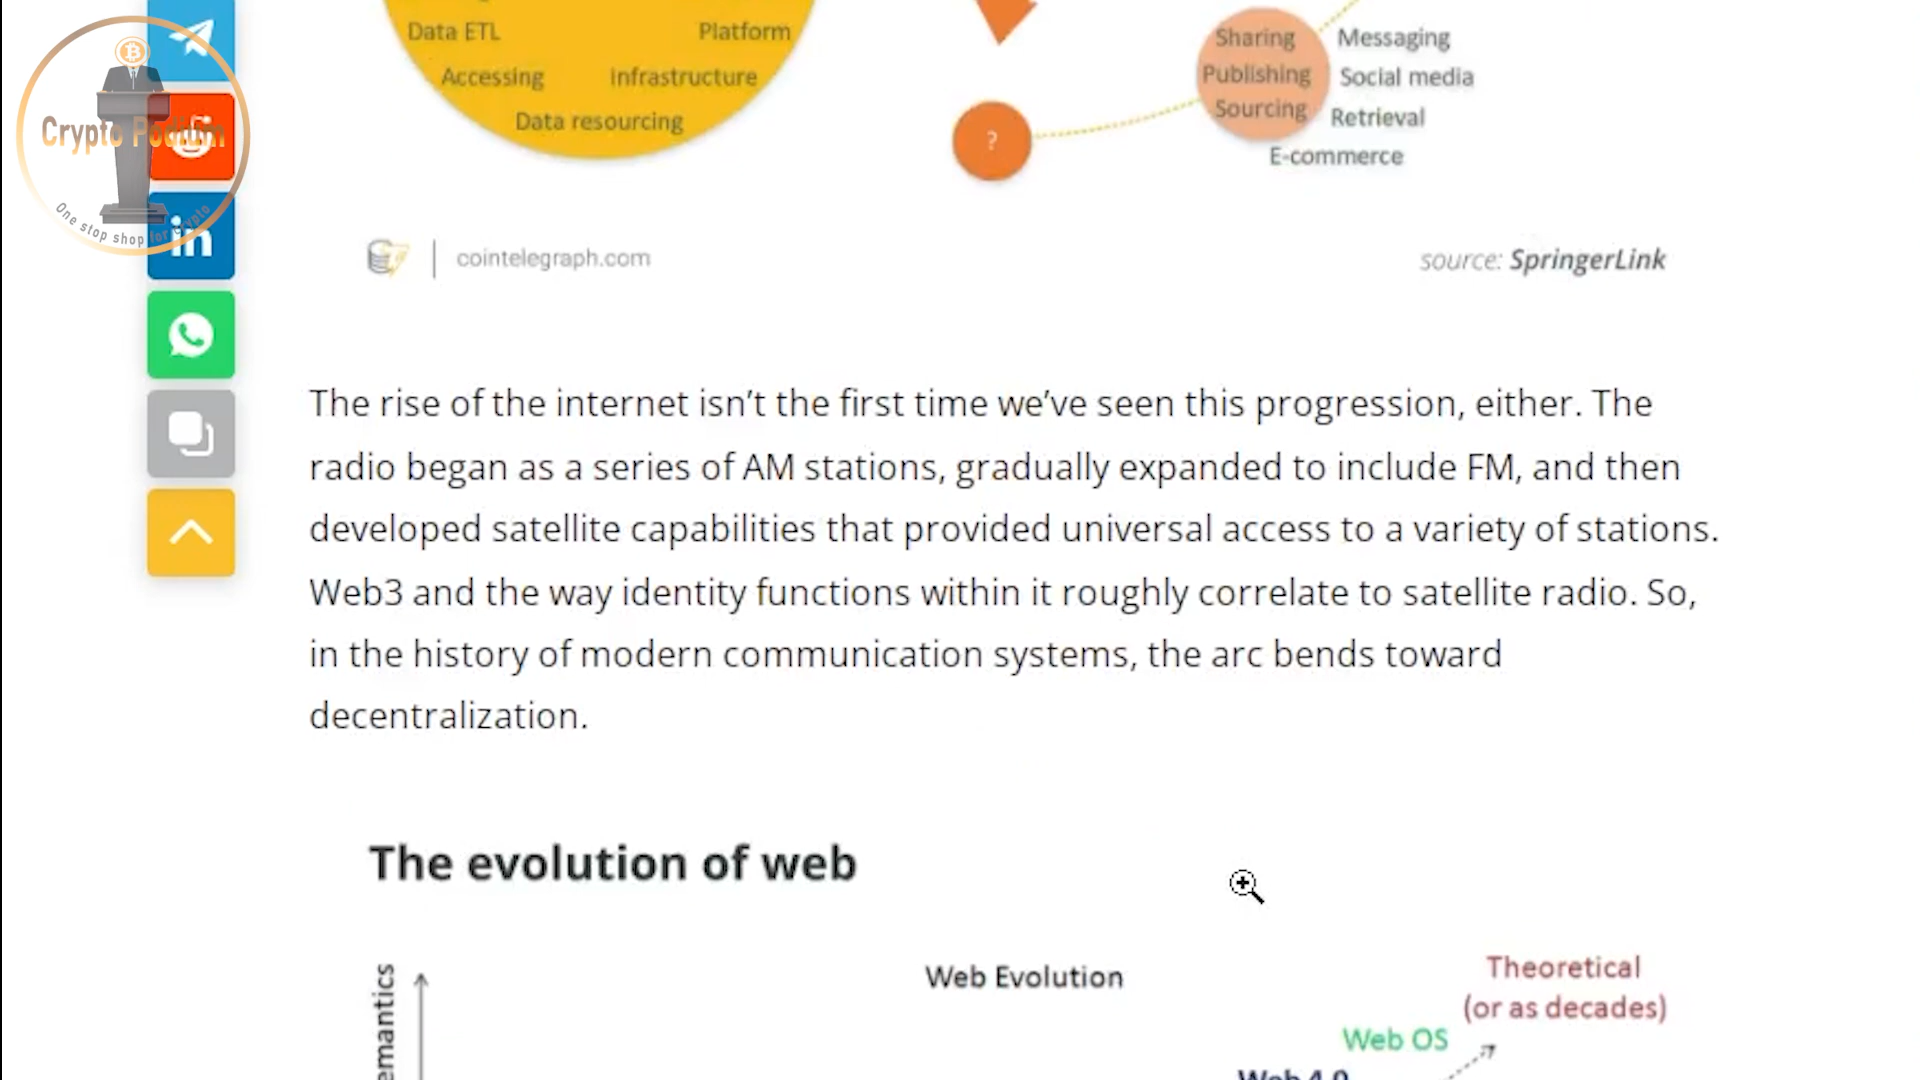 Data ETL Platform
Accessing Infrastructure
Data resourcing
Sharing Messaging
Publishing Social media
Sourcing Retrieval
E-commerce
?
Crypto Podium
One stop shop for crypto
in
cointelegraph.com
source: SpringerLink
The rise of the internet isn’t the first time we’ve seen this progression, either. The
radio began as a series of AM stations, gradually expanded to include FM, and then
developed satellite capabilities that provided universal access to a variety of stations.
Web3 and the way identity functions within it roughly correlate to satellite radio. So,
in the history of modern communication systems, the arc bends toward
decentralization.
The evolution of web
Web Evolution
Theoretical
(or as decades)
Web OS
Web 4.0
emantics